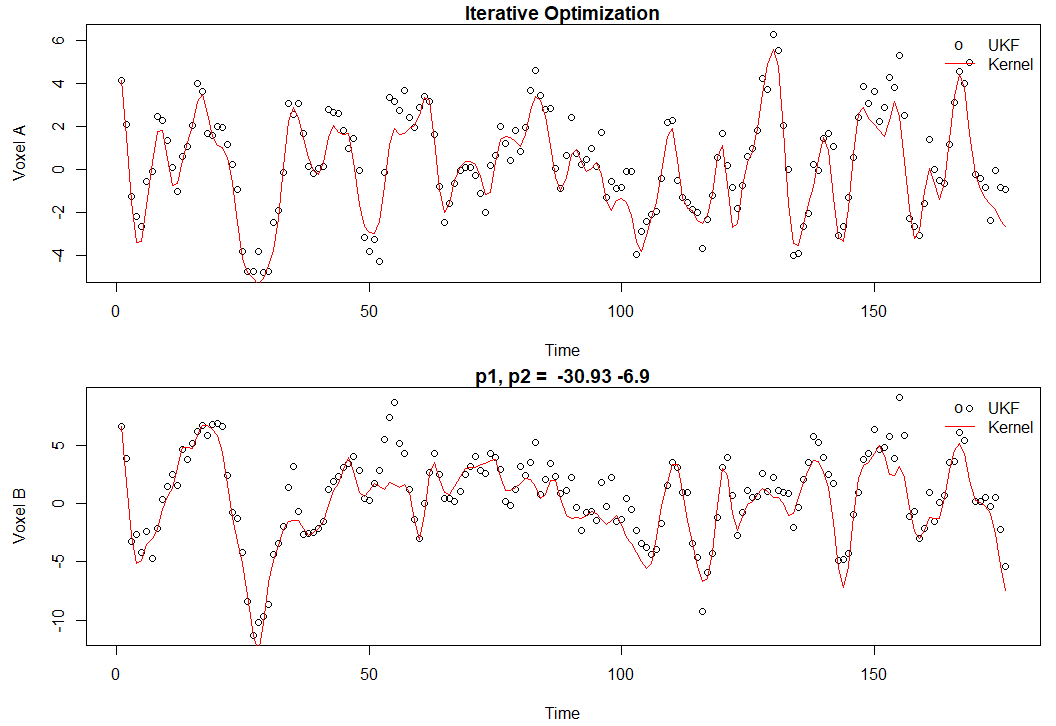 Iterative Optimization
6
4
2
0
-2
-4
Voxel A
o UKF
Kernel
0 50 100 150
Time
p1, p2 = -30.93 -6.9
5
0
-5
-10
Voxel B
o UKF
Kernel
0 50 100 150
Time